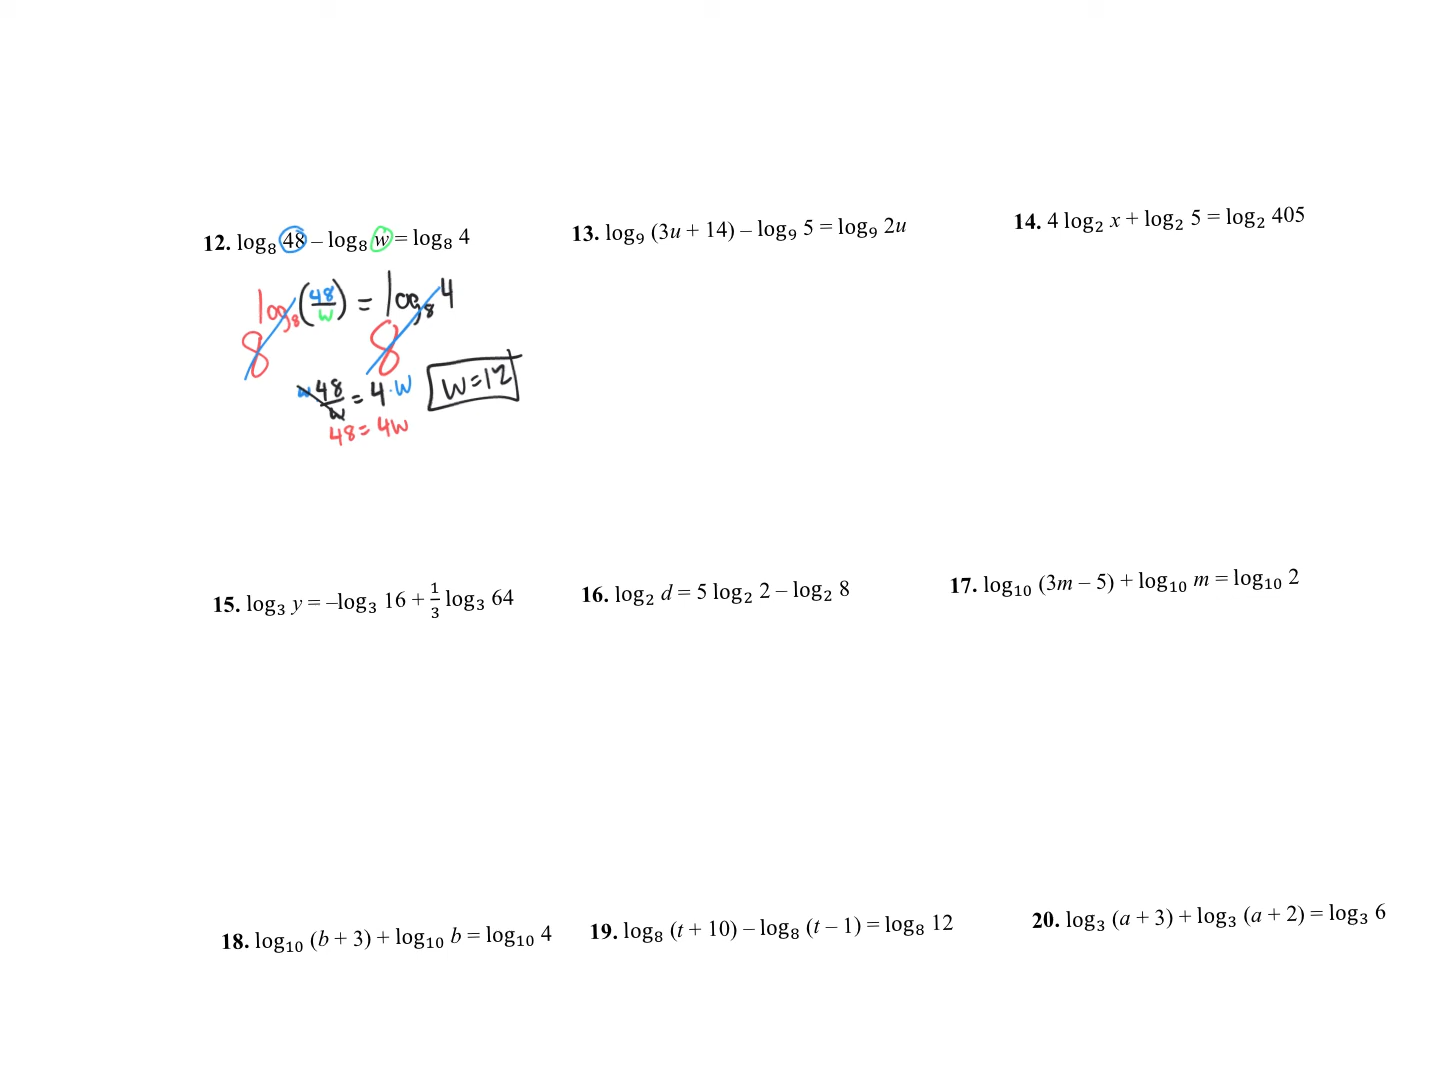 12. log₈ 48 – log₈ w = log₈ 4
13. log₉ (3u + 14) – log₉ 5 = log₉ 2u
14. 4 log₂ x + log₂ 5 = log₂ 405
log₈(48/w) = log₈ 4
8 8
w · 48/w = 4 · w
w = 12
48 = 4w
15. log₃ y = –log₃ 16 + 1/3 log₃ 64
16. log₂ d = 5 log₂ 2 – log₂ 8
17. log₁₀ (3m – 5) + log₁₀ m = log₁₀ 2
18. log₁₀ (b + 3) + log₁₀ b = log₁₀ 4
19. log₈ (t + 10) – log₈ (t – 1) = log₈ 12
20. log₃ (a + 3) + log₃ (a + 2) = log₃ 6